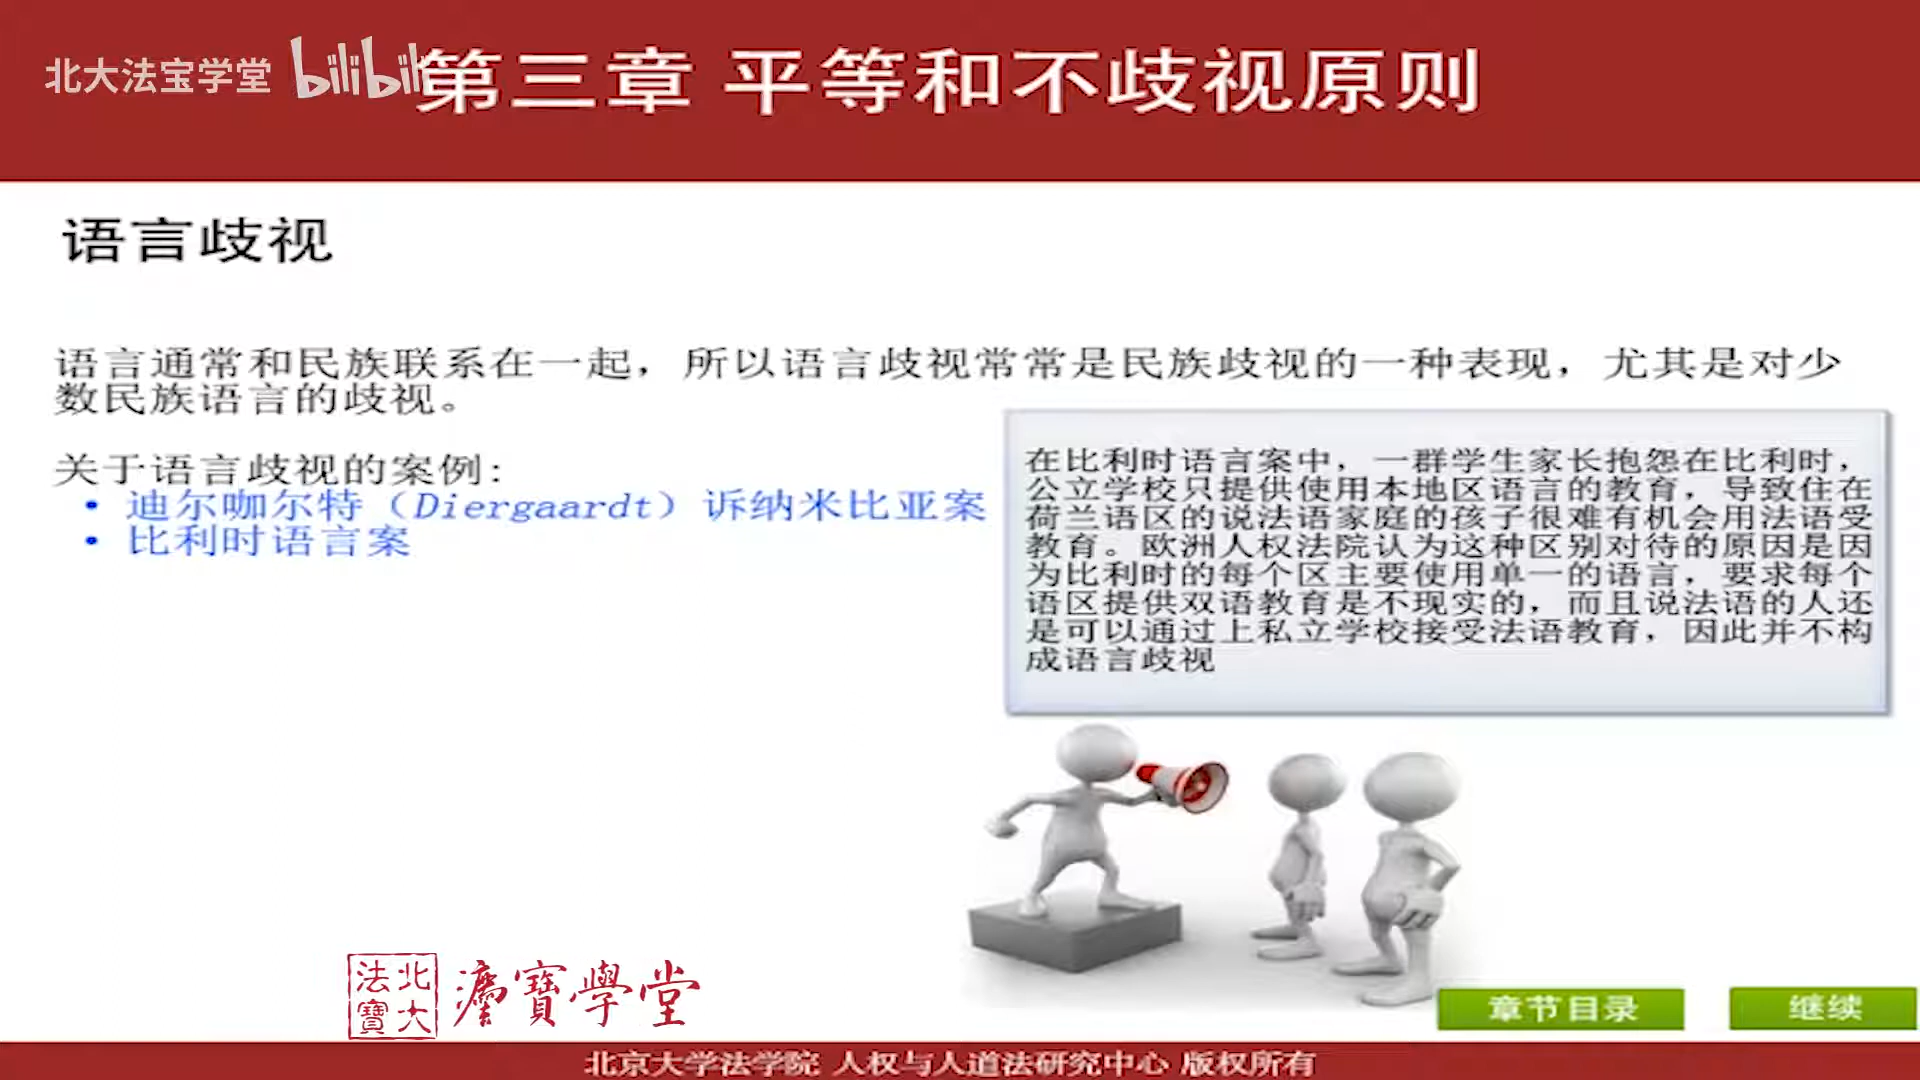 北大法宝学堂 bilibili
第三章 平等和不歧视原则
语言歧视
语言通常和民族联系在一起，所以语言歧视常常是民族歧视的一种表现，尤其是对少
数民族语言的歧视。
关于语言歧视的案例:
• 迪尔咖尔特（Diergaardt）诉纳米比亚案
• 比利时语言案
在比利时语言案中，一群学生家长抱怨在比利时，
公立学校只提供使用本地区语言的教育，导致住在
荷兰语区的说法语家庭的孩子很难有机会用法语受
教育。欧洲人权法院认为这种区别对待的原因是因
为比利时的每个区主要使用单一的语言，要求每个
语区提供双语教育是不现实的，而且说法语的人还
是可以通过上私立学校接受法语教育，因此并不构
成语言歧视
北大法寶
灋寶學堂
章节目录
继续
北京大学法学院 人权与人道法研究中心 版权所有